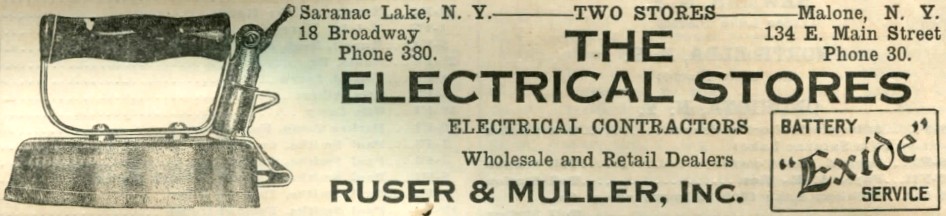 Saranac Lake, N. Y.——TWO STORES——Malone, N. Y.
18 Broadway 134 E. Main Street
Phone 380. THE Phone 30.
ELECTRICAL STORES
ELECTRICAL CONTRACTORS
Wholesale and Retail Dealers
RUSER & MULLER, INC.
BATTERY
"Exide"
SERVICE